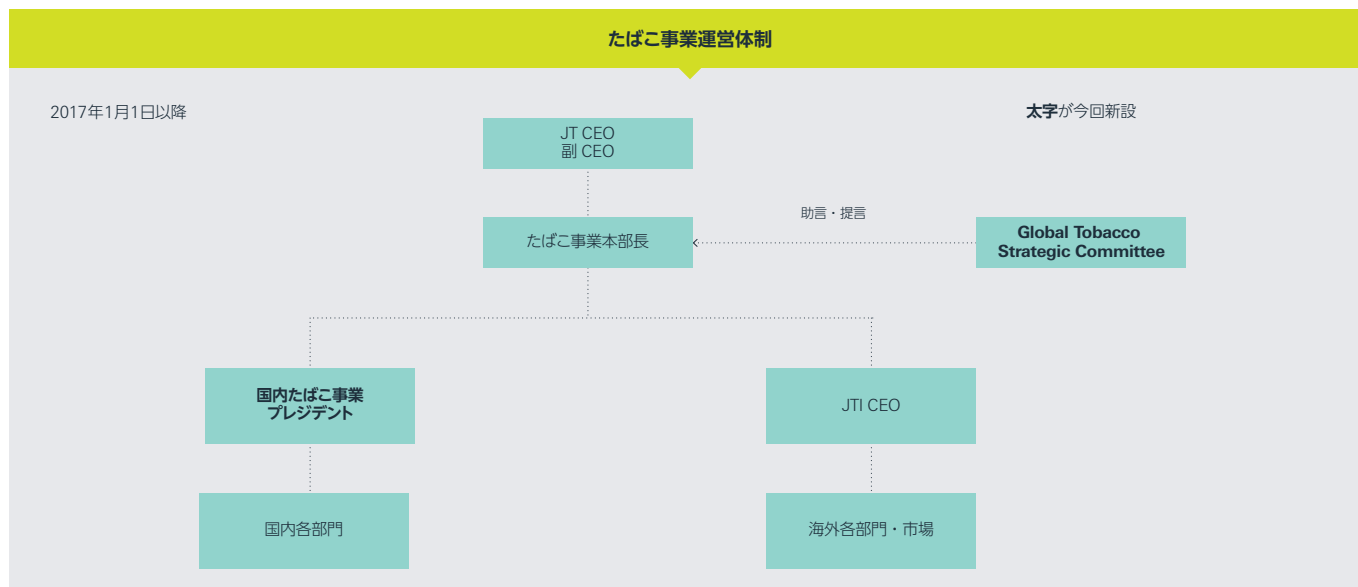 たばこ事業運営体制
2017年1月1日以降
太字が今回新設
JT CEO
副 CEO
助言・提言
たばこ事業本部長
Global Tobacco
Strategic Committee
国内たばこ事業
プレジデント
JTI CEO
国内各部門
海外各部門・市場